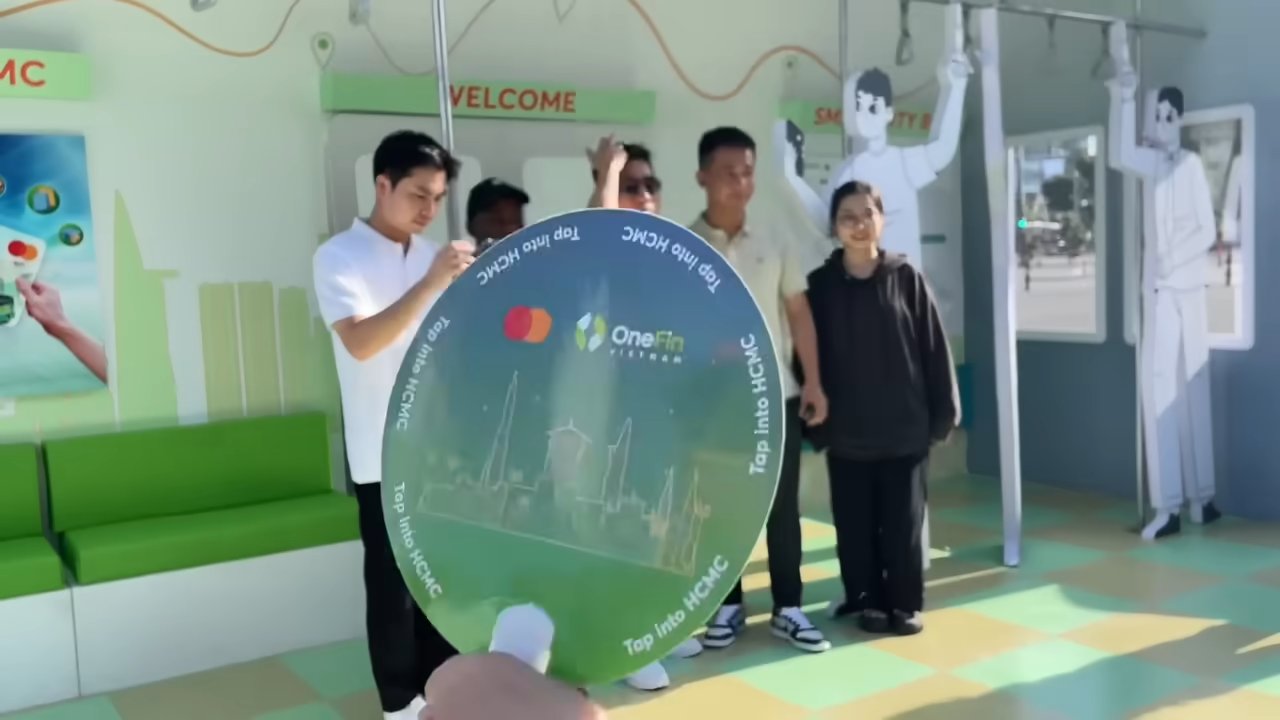 MC
WELCOME
Tap into HCMC
Tap into HCMC
Tap into HCMC
Tap into HCMC
Tap into HCMC
Tap into HCMC
OneFin
VIETNAM